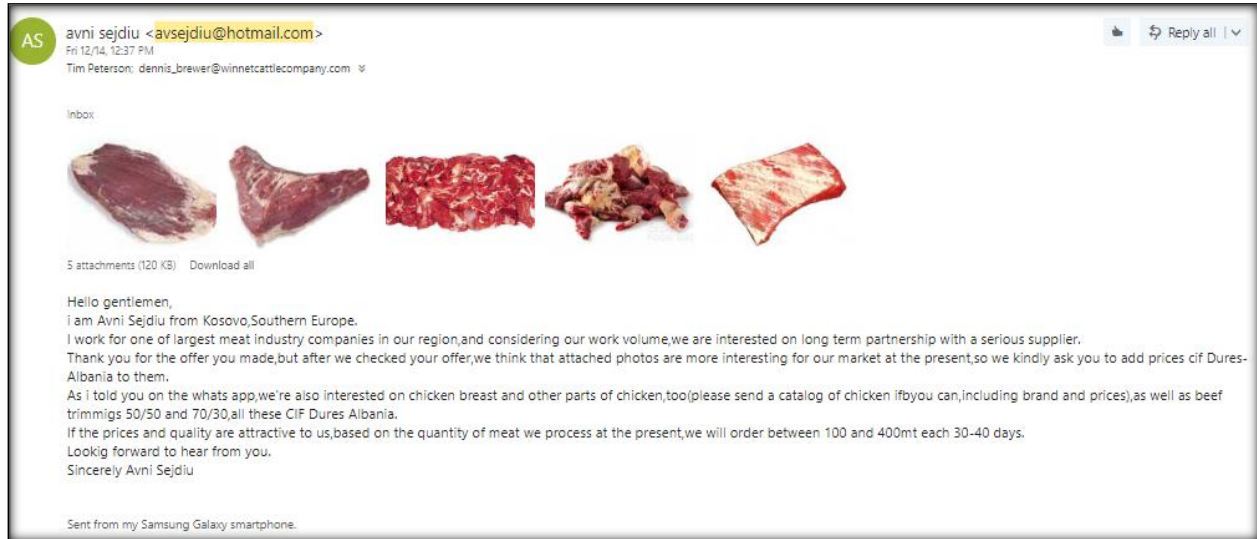 AS
avni sejdiu <avsejdiu@hotmail.com>
Reply all
Fri 12/14, 12:37 PM
Tim Peterson; dennis_brewer@winnetcattlecompany.com
Inbox
5 attachments (120 KB) Download all
Hello gentlemen,
i am Avni Sejdiu from Kosovo,Southern Europe.
I work for one of largest meat industry companies in our region,and considering our work volume,we are interested on long term partnership with a serious supplier.
Thank you for the offer you made,but after we checked your offer,we think that attached photos are more interesting for our market at the present,so we kindly ask you to add prices cif Dures-
Albania to them.
As i told you on the whats app,we're also interested on chicken breast and other parts of chicken,too(please send a catalog of chicken ifbyou can,including brand and prices),as well as beef
trimmigs 50/50 and 70/30,all these CIF Dures Albania.
If the prices and quality are attractive to us,based on the quantity of meat we process at the present,we will order between 100 and 400mt each 30-40 days.
Lookig forward to hear from you.
Sincerely Avni Sejdiu
Sent from my Samsung Galaxy smartphone.